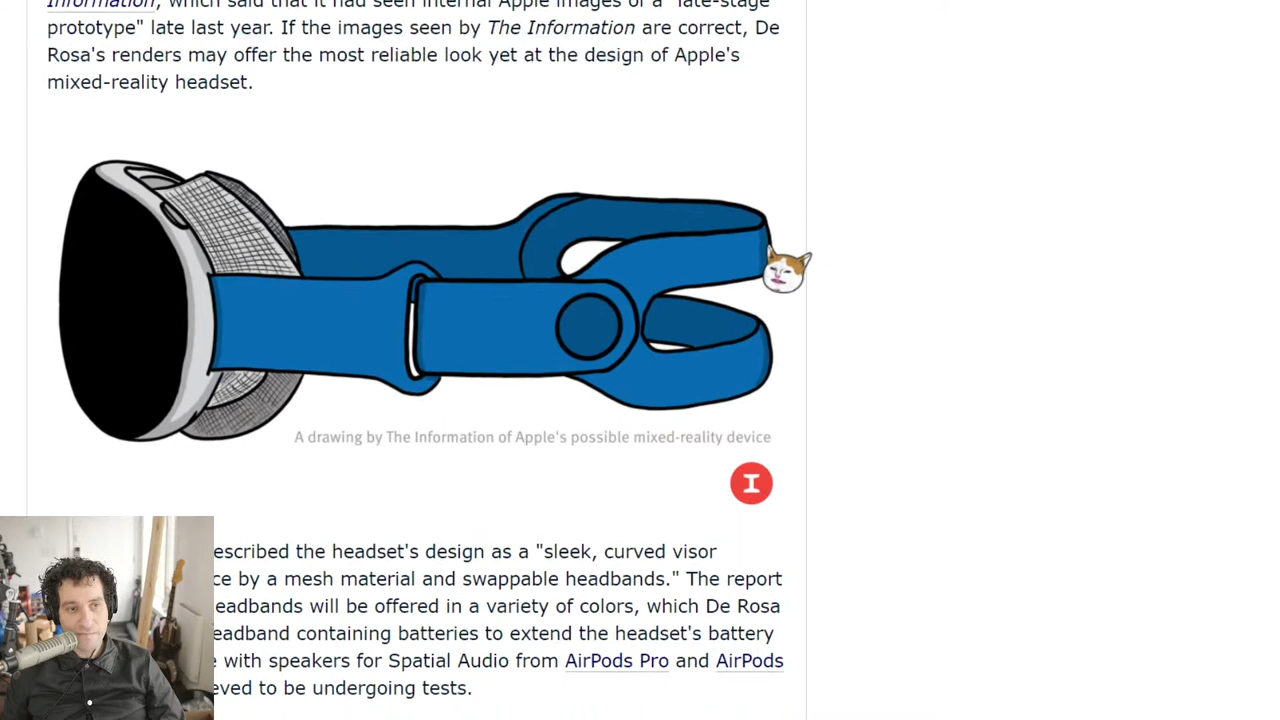 Information, which said that it had seen internal Apple images of a "late-stage
prototype" late last year. If the images seen by The Information are correct, De
Rosa's renders may offer the most reliable look yet at the design of Apple's
mixed-reality headset.
A drawing by The Information of Apple's possible mixed-reality device
I
escribed the headset's design as a "sleek, curved visor
ce by a mesh material and swappable headbands." The report
eadbands will be offered in a variety of colors, which De Rosa
eadband containing batteries to extend the headset's battery
with speakers for Spatial Audio from AirPods Pro and AirPods
eved to be undergoing tests.